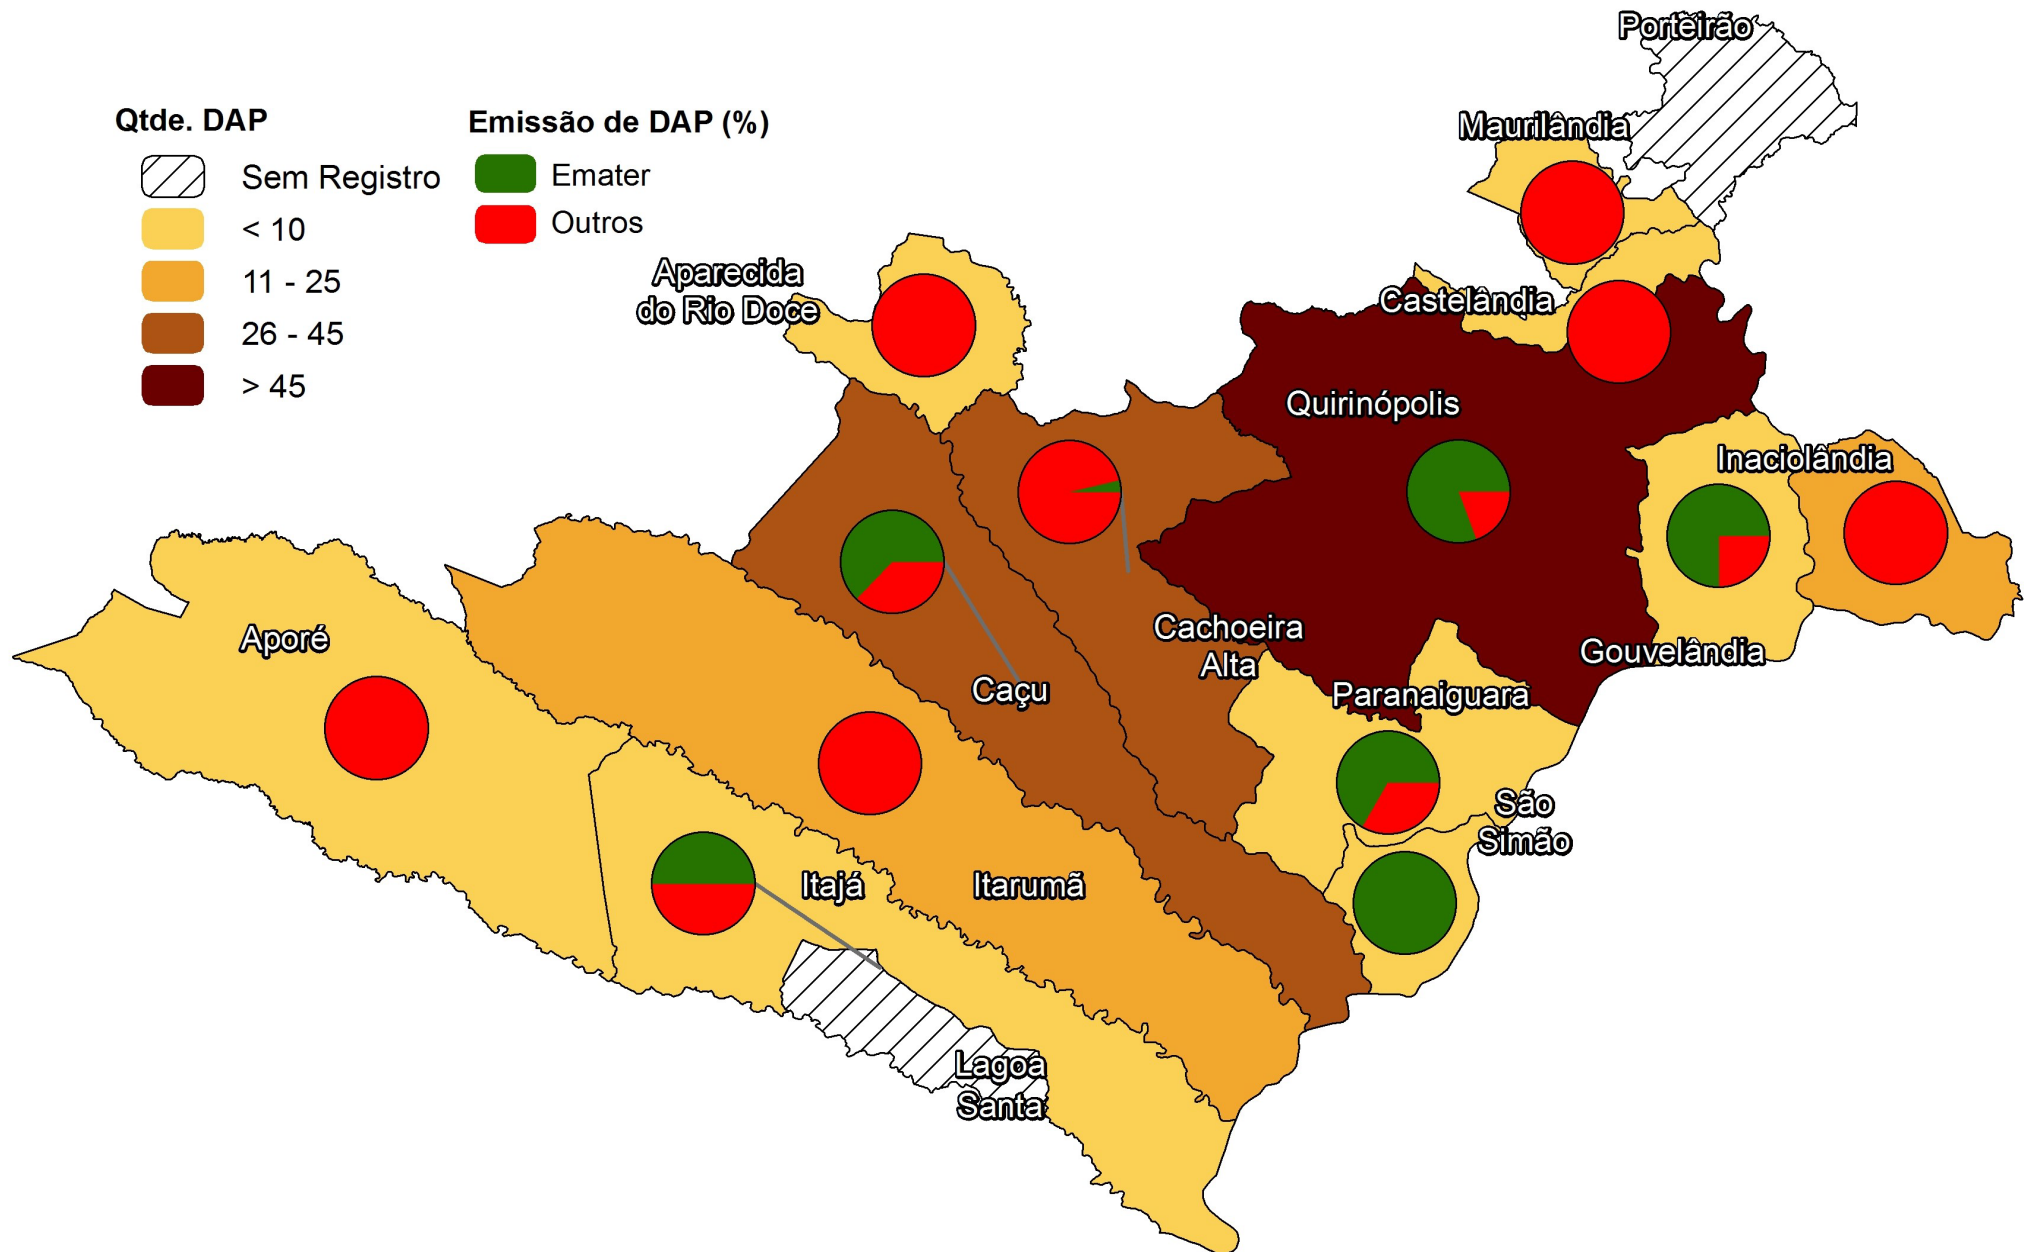 Qtde. DAP
Sem Registro
< 10
11 - 25
26 - 45
> 45
Emissão de DAP (%)
Emater
Outros
Porteirão
Maurilândia
Aparecida
do Rio Doce
Castelândia
Quirinópolis
Inaciolândia
Aporé
Cachoeira
Alta
Gouvelândia
Caçu
Paranaiguara
São
Simão
Itajá
Itarumã
Lagoa
Santa